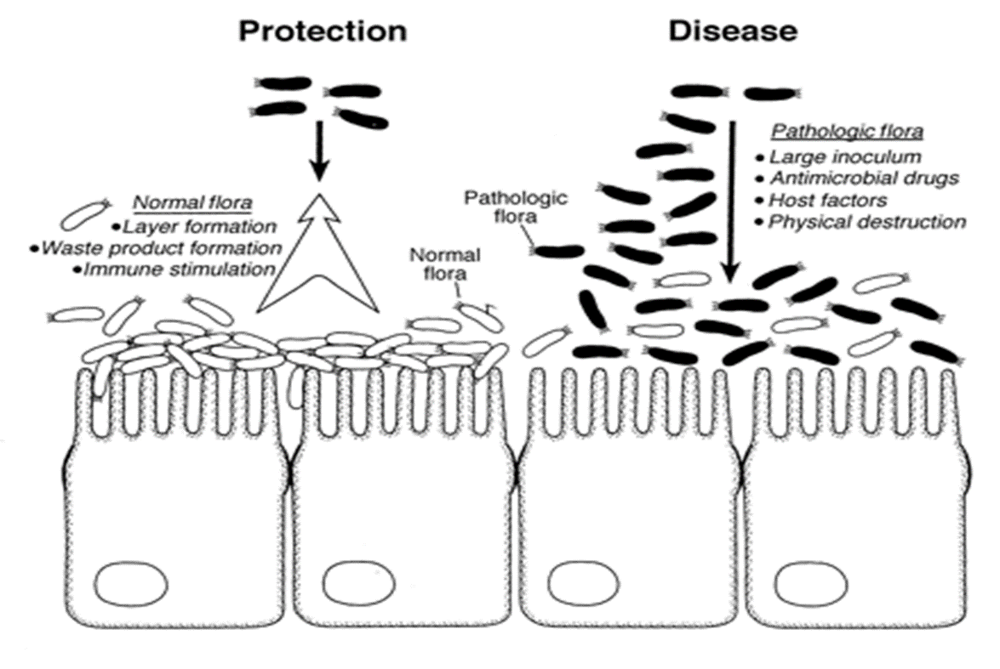 Protection
Disease
Normal flora
•Layer formation
•Waste product formation
•Immune stimulation
Normal
flora
Pathologic
flora
Pathologic flora
• Large inoculum
• Antimicrobial drugs
• Host factors
• Physical destruction